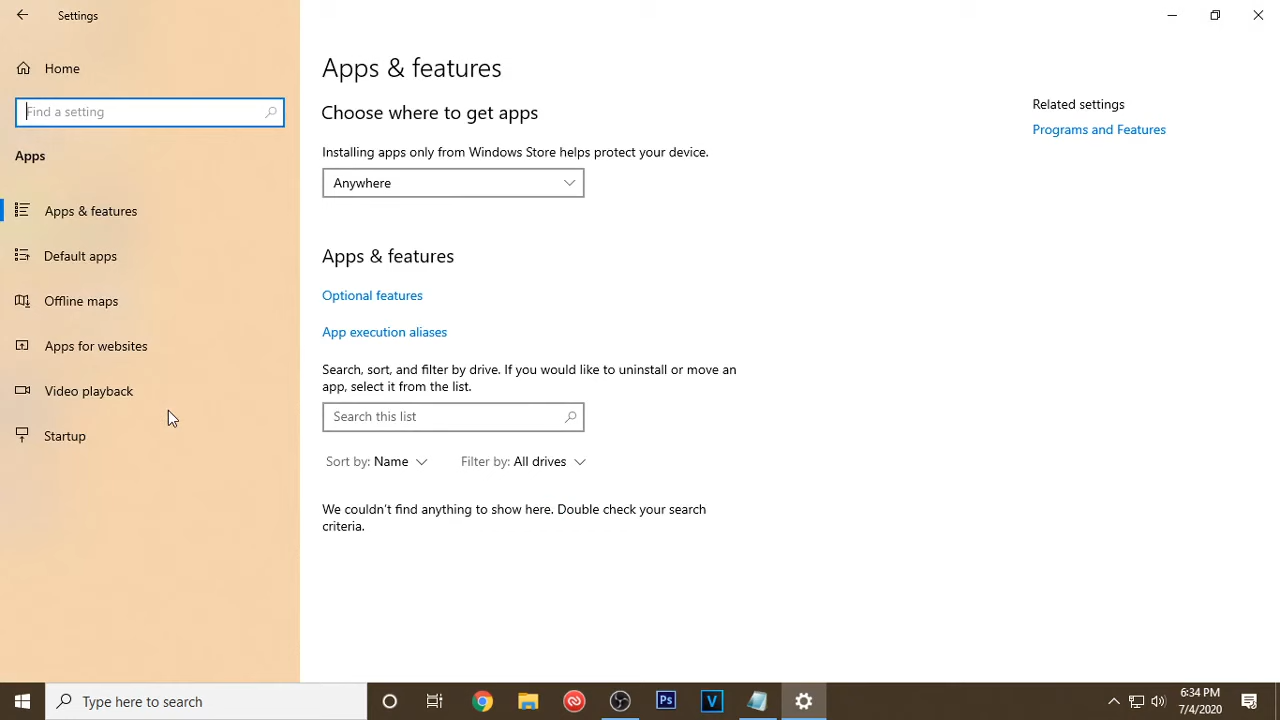 Settings
Home
Find a setting
Apps
Apps & features
Default apps
Offline maps
Apps for websites
Video playback
Startup
Apps & features
Choose where to get apps
Installing apps only from Windows Store helps protect your device.
Anywhere
Apps & features
Optional features
App execution aliases
Search, sort, and filter by drive. If you would like to uninstall or move an
app, select it from the list.
Search this list
Sort by: Name Filter by: All drives
We couldn't find anything to show here. Double check your search
criteria.
Related settings
Programs and Features
Type here to search
Ps
V
6:34 PM
7/4/2020